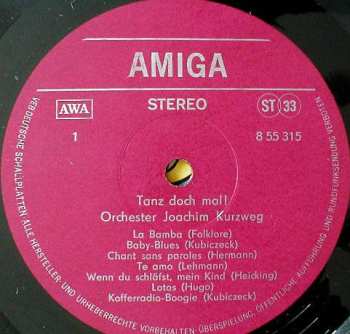 AMIGA
AWA
STEREO
ST 33
1
8 55 315
Tanz doch mal!
Orchester Joachim Kurzweg
La Bamba (Folklore)
Baby-Blues (Kubiczeck)
Chant sans paroles (Hermann)
Te amo (Lehmann)
Wenn du schläfst, mein Kind (Heicking)
Lotos (Hugo)
Kofferradio-Boogie (Kubiczeck)
VEB DEUTSCHE SCHALLPLATTEN ALLE HERSTELLER- UND URHEBERRECHTE VORBEHALTEN ÜBERSPIELUNG, ÖFFENTLICHE AUFFÜHRUNG UND RUNDFUNKSENDUNG VERBOTEN